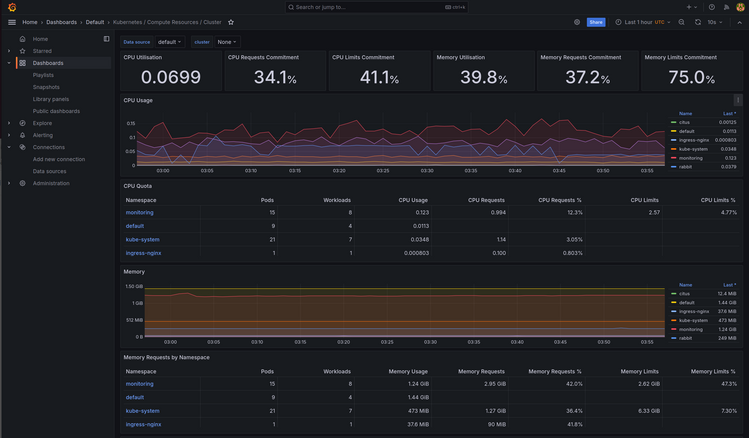 Search or jump to...
ctrl+k
Home › Dashboards › Default › Kubernetes / Compute Resources / Cluster
Share
Last 1 hour UTC
10s
Home
Starred
Dashboards
Playlists
Snapshots
Library panels
Public dashboards
Explore
Alerting
Connections
Add new connection
Data sources
Administration
Data source default cluster None
CPU Utilisation
0.0699
CPU Requests Commitment
34.1%
CPU Limits Commitment
41.1%
Memory Utilisation
39.8%
Memory Requests Commitment
37.2%
Memory Limits Commitment
75.0%
CPU Usage
0.15
0.1
0.05
0
03:00 03:05 03:10 03:15 03:20 03:25 03:30 03:35 03:40 03:45 03:50 03:55
Name Last *
citus 0.00125
default 0.0113
ingress-nginx 0.000803
kube-system 0.0348
monitoring 0.123
rabbit 0.0379
CPU Quota
Namespace Pods Workloads CPU Usage CPU Requests CPU Requests % CPU Limits CPU Limits %
monitoring 15 8 0.123 0.994 12.3% 2.57 4.77%
default 9 4 0.0113
kube-system 21 7 0.0348 1.14 3.05%
ingress-nginx 1 1 0.000803 0.100 0.803%
Memory
1.50 GiB
1 GiB
512 MiB
0 B
03:00 03:05 03:10 03:15 03:20 03:25 03:30 03:35 03:40 03:45 03:50 03:55
Name Last *
citus 12.4 MiB
default 1.44 GiB
ingress-nginx 37.6 MiB
kube-system 473 MiB
monitoring 1.24 GiB
rabbit 249 MiB
Memory Requests by Namespace
Namespace Pods Workloads Memory Usage Memory Requests Memory Requests % Memory Limits Memory Limits %
monitoring 15 8 1.24 GiB 2.95 GiB 42.0% 2.62 GiB 47.3%
default 9 4 1.44 GiB
kube-system 21 7 473 MiB 1.27 GiB 36.4% 6.33 GiB 7.30%
ingress-nginx 1 1 37.6 MiB 90 MiB 41.8%